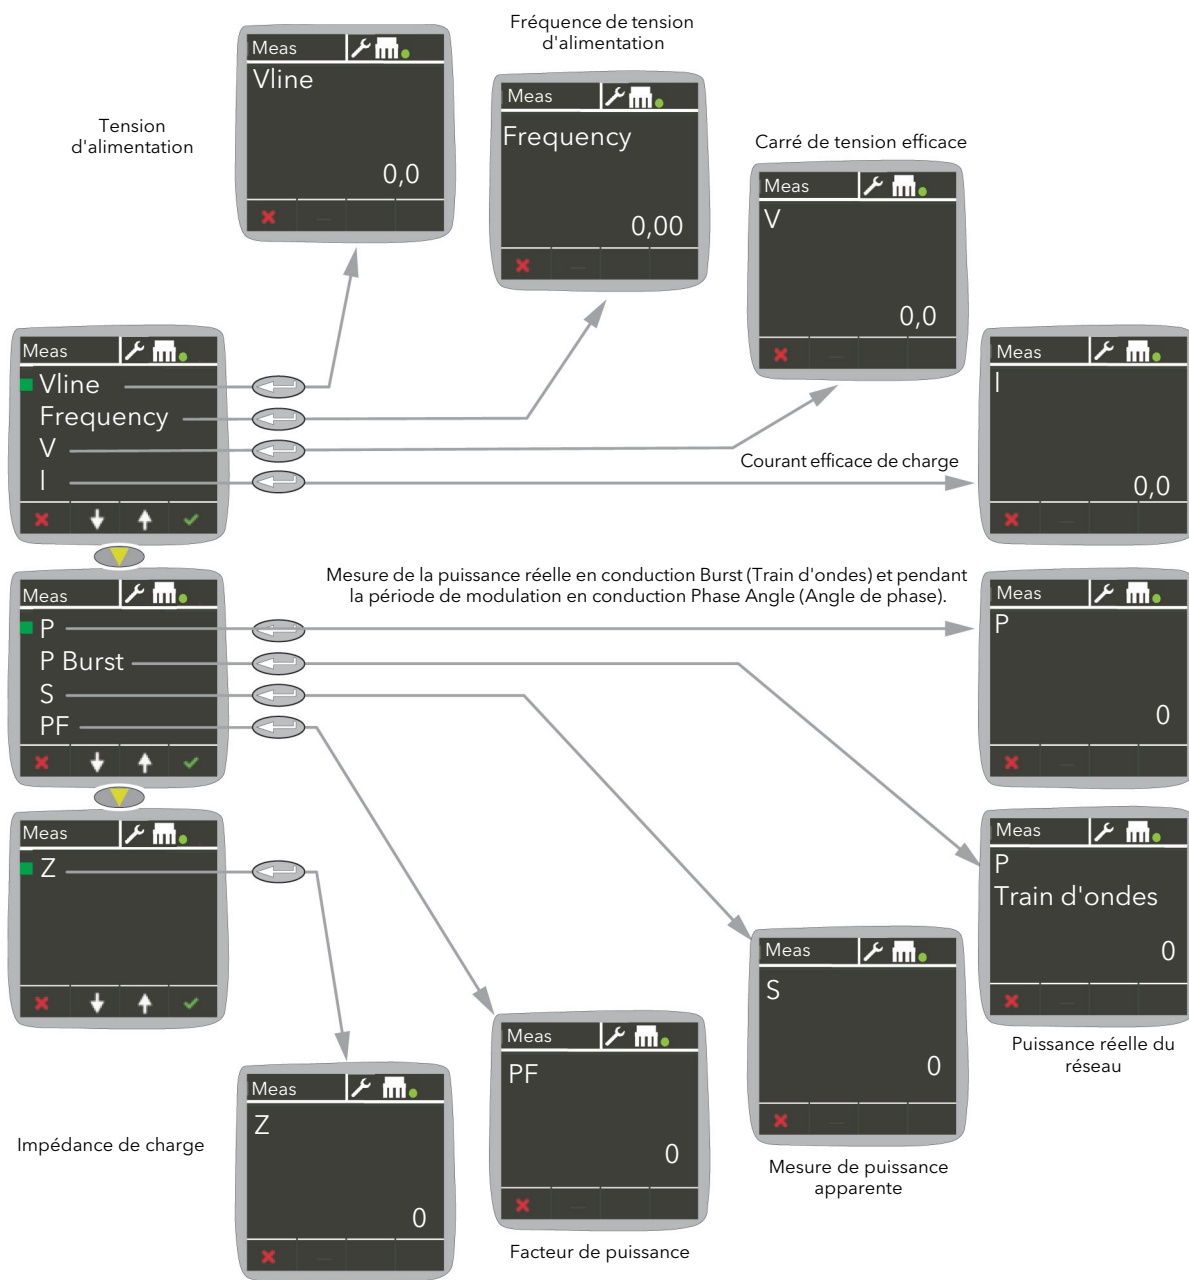 Meas
Vline
0,0
Fréquence de tension
d'alimentation
Meas
Frequency
0,00
Tension
d'alimentation
Carré de tension efficace
Meas
V
0,0
Meas
Vline
Frequency
V
I
Courant efficace de charge
Meas
I
0,0
Mesure de la puissance réelle en conduction Burst (Train d'ondes) et pendant
la période de modulation en conduction Phase Angle (Angle de phase).
Meas
P
P Burst
S
PF
Meas
P
0
Meas
Z
Meas
P
Train d'ondes
0
Puissance réelle du
réseau
Meas
S
0
Mesure de puissance
apparente
Meas
PF
0
Facteur de puissance
Impédance de charge
Meas
Z
0